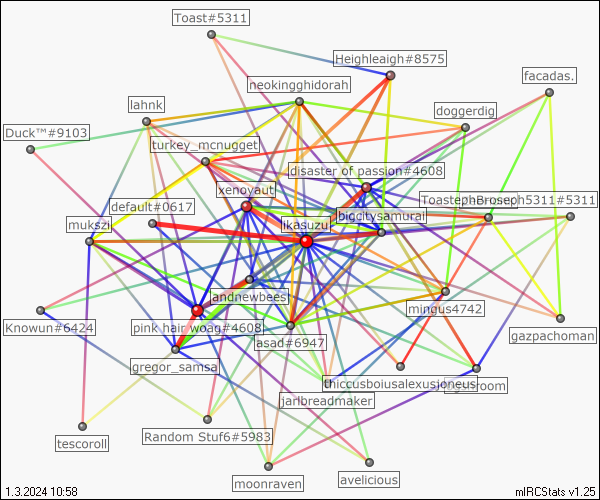 Toast#5311
Heighleaigh#8575
facadas.
neokingghidorah
lahnk
doggerdig
Duck™#9103
turkey_mcnugget
disaster of passion#4608
xenoyaut
ToastephBroseph5311#5311
default#0617
bigcitysamurai
mukszi
ikasuzu
andnewbees
mingus4742
Knowun#6424
pink hair woag#4608
gazpachoman
asad#6947
gregor_samsa
thiccusboiusalexusjoneus
room
jarlbreadmaker
tescoroll
Random Stuf6#5983
moonraven
avelicious
1.3.2024 10:58
mIRCStats v1.25